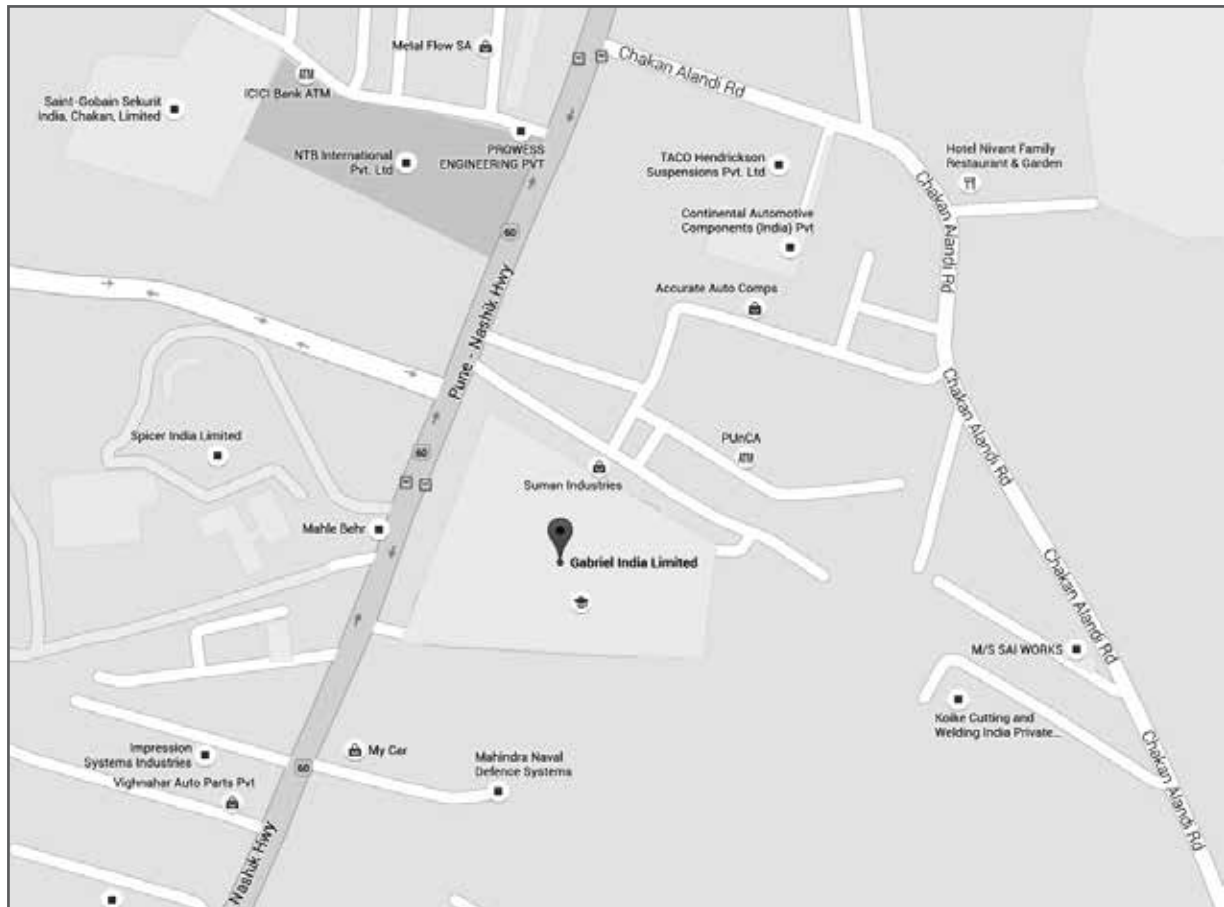 Metal Flow SA
Chakan Alandi Rd
ICICI Bank ATM
Saint-Gobain Sekurit
India, Chakan, Limited
PROWESS
ENGINEERING PVT
NTB International
Pvt. Ltd
TACO Hendrickson
Suspensions Pvt. Ltd
Hotel Nivant Family
Restaurant & Garden
Continental Automotive
Components (India) Pvt
Chakan Alandi Rd
60
Accurate Auto Comps
Pune - Nashik Hwy
Chakan Alandi Rd
Spicer India Limited
60
PUnCA
Suman Industries
Mahle Behr
Gabriel India Limited
Chakan Alandi Rd
M/S SAI WORKS
Koike Cutting and
Welding India Private...
Impression
Systems Industries
My Car
Mahindra Naval
Defence Systems
60
Vighnahar Auto Parts Pvt
Chakan Alandi Rd
Nashik Hwy